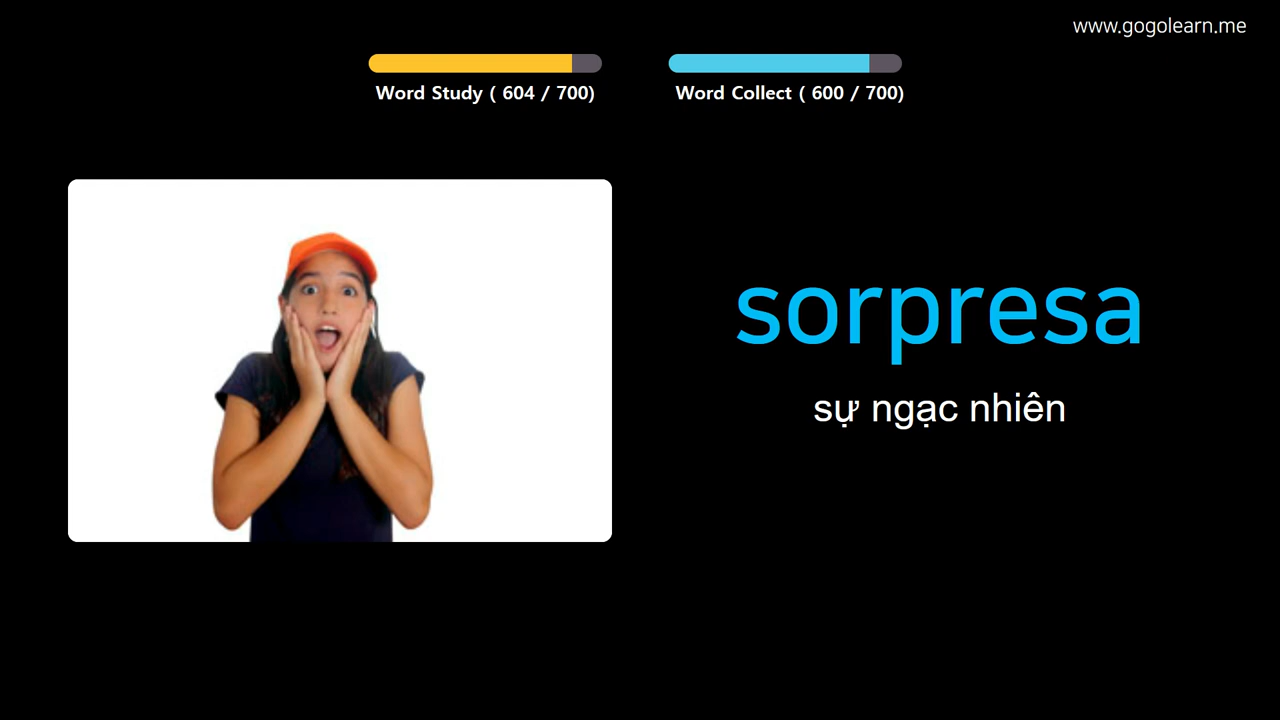 www.gogolearn.me
Word Study ( 604 / 700)
Word Collect ( 600 / 700)
sorpresa
sự ngạc nhiên